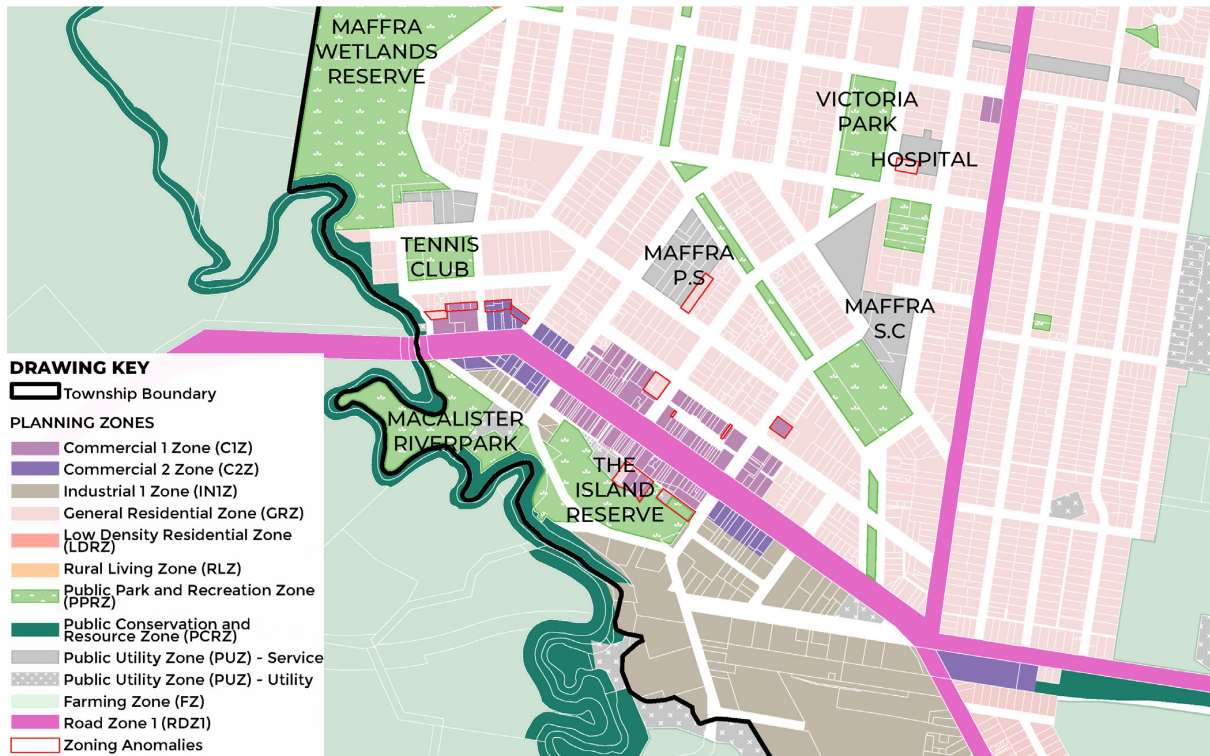 MAFFRA
WETLANDS
RESERVE
VICTORIA
PARK
HOSPITAL
TENNIS
CLUB
MAFFRA
P.S
MAFFRA
S.C
MACALISTER
RIVERPARK
THE
ISLAND
RESERVE
DRAWING KEY
Township Boundary
PLANNING ZONES
Commercial 1 Zone (C1Z)
Commercial 2 Zone (C2Z)
Industrial 1 Zone (IN1Z)
General Residential Zone (GRZ)
Low Density Residential Zone
(LDRZ)
Rural Living Zone (RLZ)
Public Park and Recreation Zone
(PPRZ)
Public Conservation and
Resource Zone (PCRZ)
Public Utility Zone (PUZ) - Service
Public Utility Zone (PUZ) - Utility
Farming Zone (FZ)
Road Zone 1 (RDZ1)
Zoning Anomalies